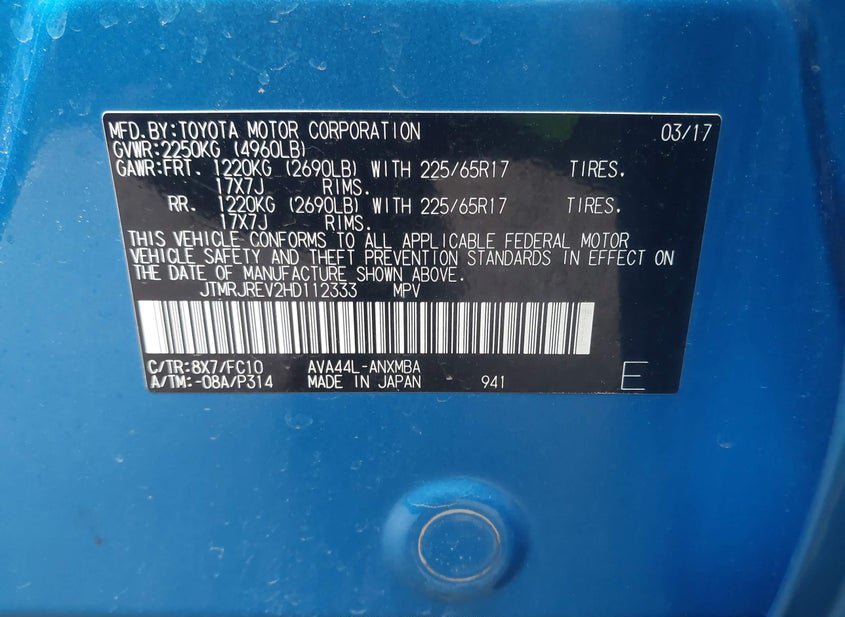 MFD.BY:TOYOTA MOTOR CORPORATION 03/17
GVWR:2250KG (4960LB)
GAWR:FRT. 1220KG (2690LB) WITH 225/65R17 TIRES.
17X7J RIMS.
RR. 1220KG (2690LB) WITH 225/65R17 TIRES.
17X7J RIMS.
THIS VEHICLE CONFORMS TO ALL APPLICABLE FEDERAL MOTOR
VEHICLE SAFETY AND THEFT PREVENTION STANDARDS IN EFFECT ON
THE DATE OF MANUFACTURE SHOWN ABOVE.
JTMRJREV2HD112333 MPV
C/TR:8X7/FC10 AVA44L-ANXMBA
A/TM:-08A/P314 MADE IN JAPAN 941 E